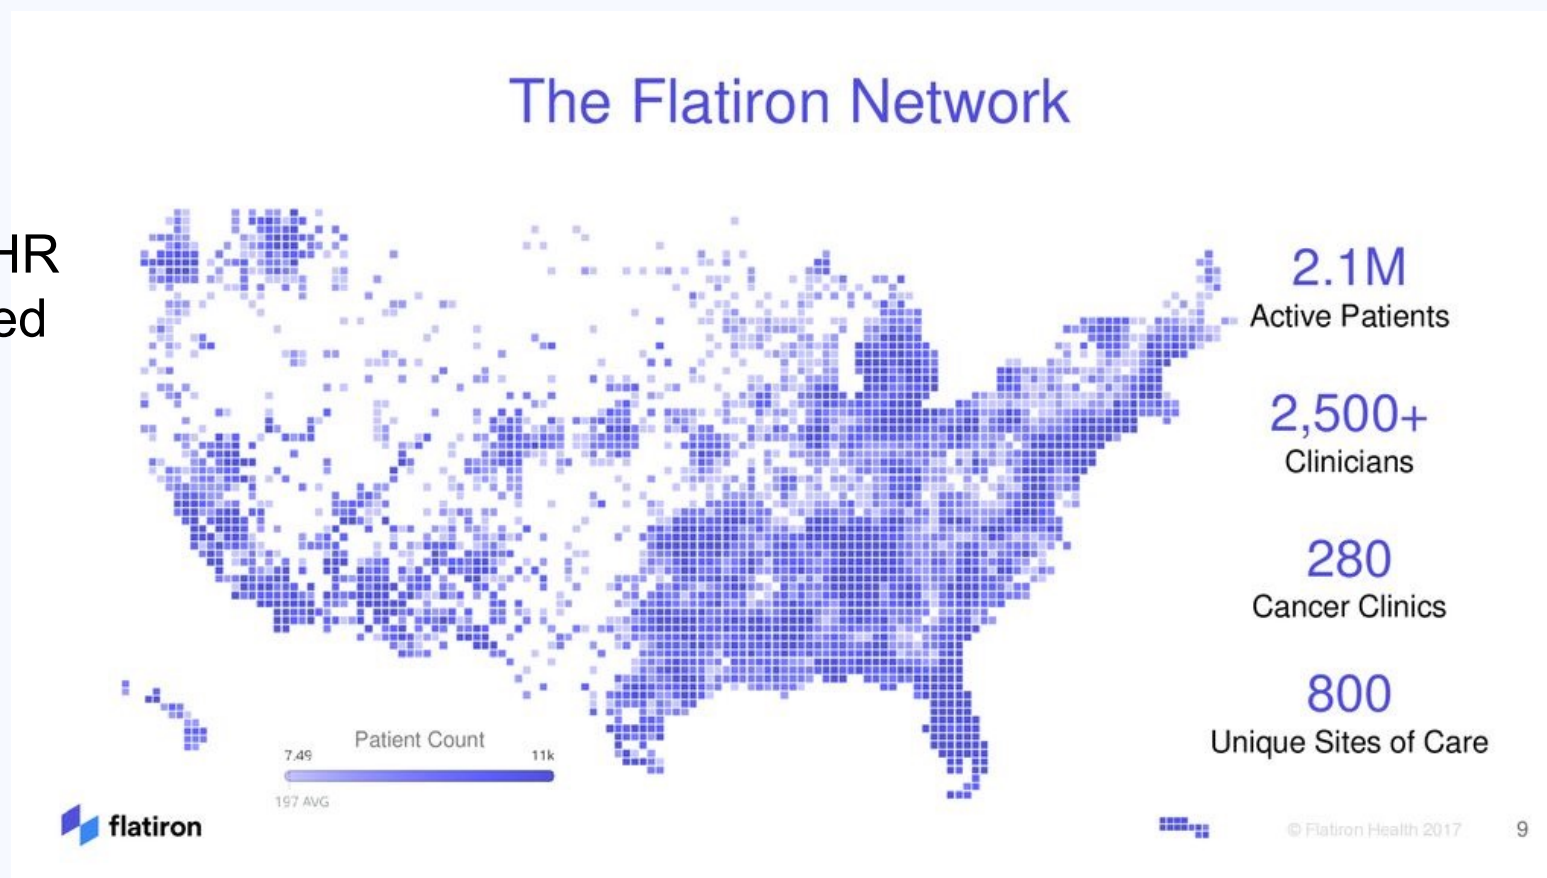 The Flatiron Network
HR
ed
2.1M
Active Patients
2,500+
Clinicians
280
Cancer Clinics
800
Unique Sites of Care
Patient Count
7.49 11k
197 AVG
flatiron
© Flatiron Health 2017 9